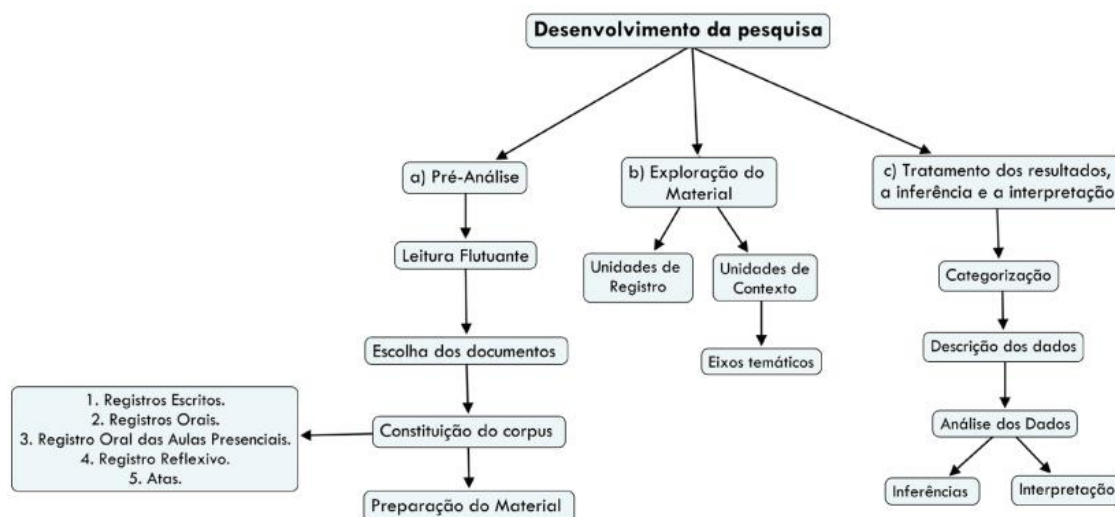 Desenvolvimento da pesquisa
a) Pré-Análise
Leitura Flutuante
Escolha dos documentos
Constituição do corpus
1. Registros Escritos.
2. Registros Orais.
3. Registro Oral das Aulas Presenciais.
4. Registro Reflexivo.
5. Atas.
Preparação do Material
b) Exploração do
Material
Unidades de
Registro
Unidades de
Contexto
Eixos temáticos
c) Tratamento dos resultados,
a inferência e a interpretação
Categorização
Descrição dos dados
Análise dos Dados
Inferências
Interpretação